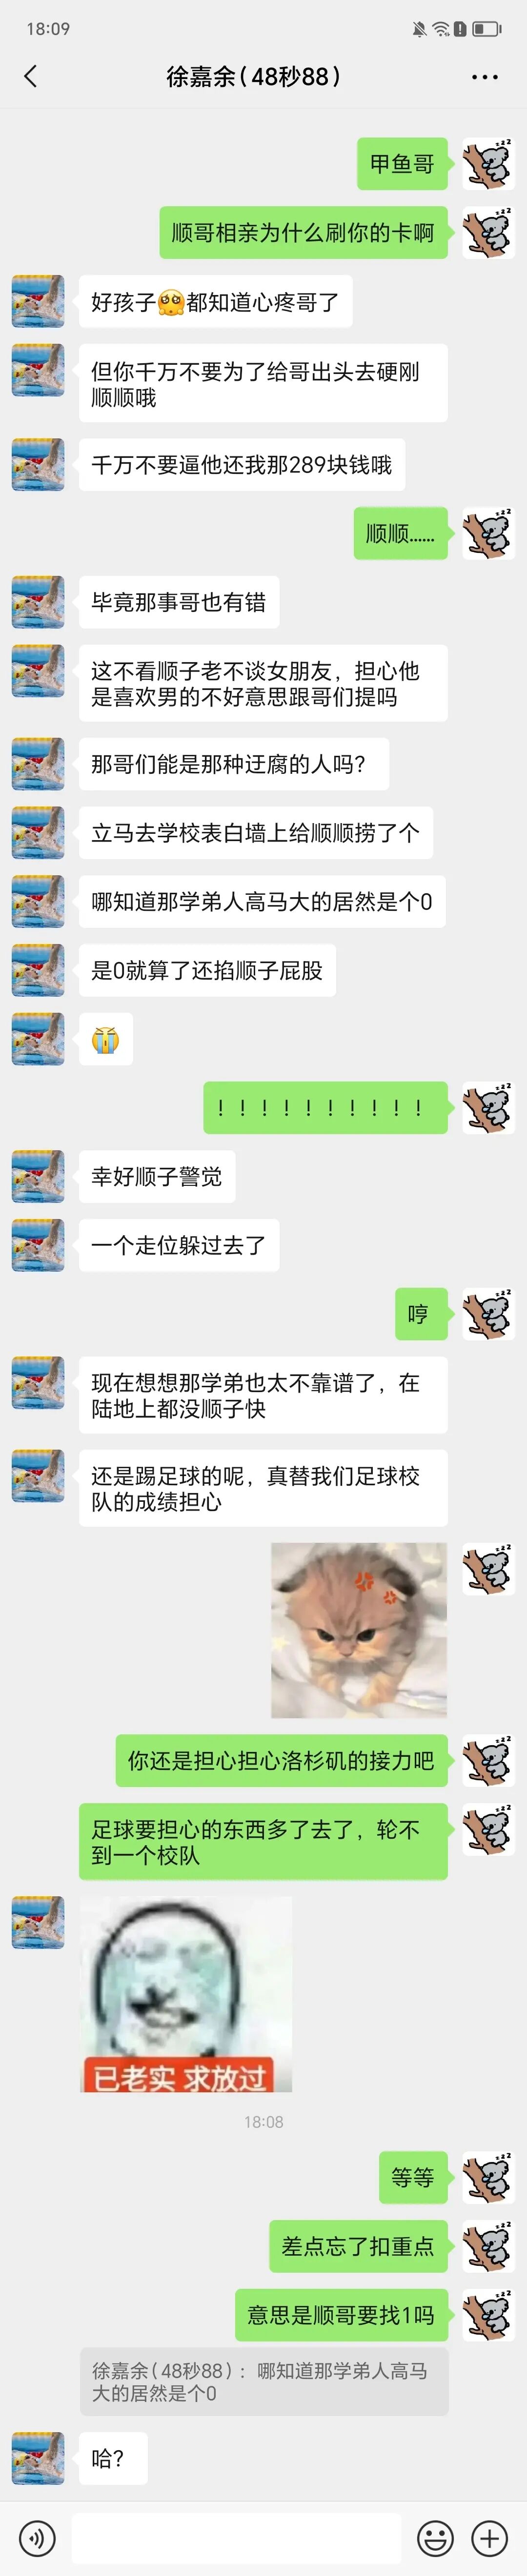 18:09
徐嘉余(48秒88)
zzZ
甲鱼哥
顺哥相亲为什么刷你的卡啊
好孩子🥺都知道心疼哥了
但你千万不要为了给哥出头去硬刚
顺顺哦
千万不要逼他还我那289块钱哦
顺顺......
毕竟那事哥也有错
这不看顺子老不谈女朋友，担心他
是喜欢男的不好意思跟哥们提吗
那哥们能是那种迂腐的人吗？
立马去学校表白墙上给顺顺捞了个
哪知道那学弟人高马大的居然是个0
是0就算了还掐顺子屁股
😭
！！！！！！！！！！
幸好顺子警觉
一个走位躲过去了
哼
现在想想那学弟也太不靠谱了，在
陆地上都没顺子快
还是踢足球的呢，真替我们足球校
队的成绩担心
你还是担心担心洛杉矶的接力吧
足球要担心的东西多了去了，轮不
到一个校队
已老实 求放过
18:08
等等
差点忘了扣重点
意思是顺哥要找1吗
徐嘉余(48秒88)：哪知道那学弟人高马
大的居然是个0
哈？